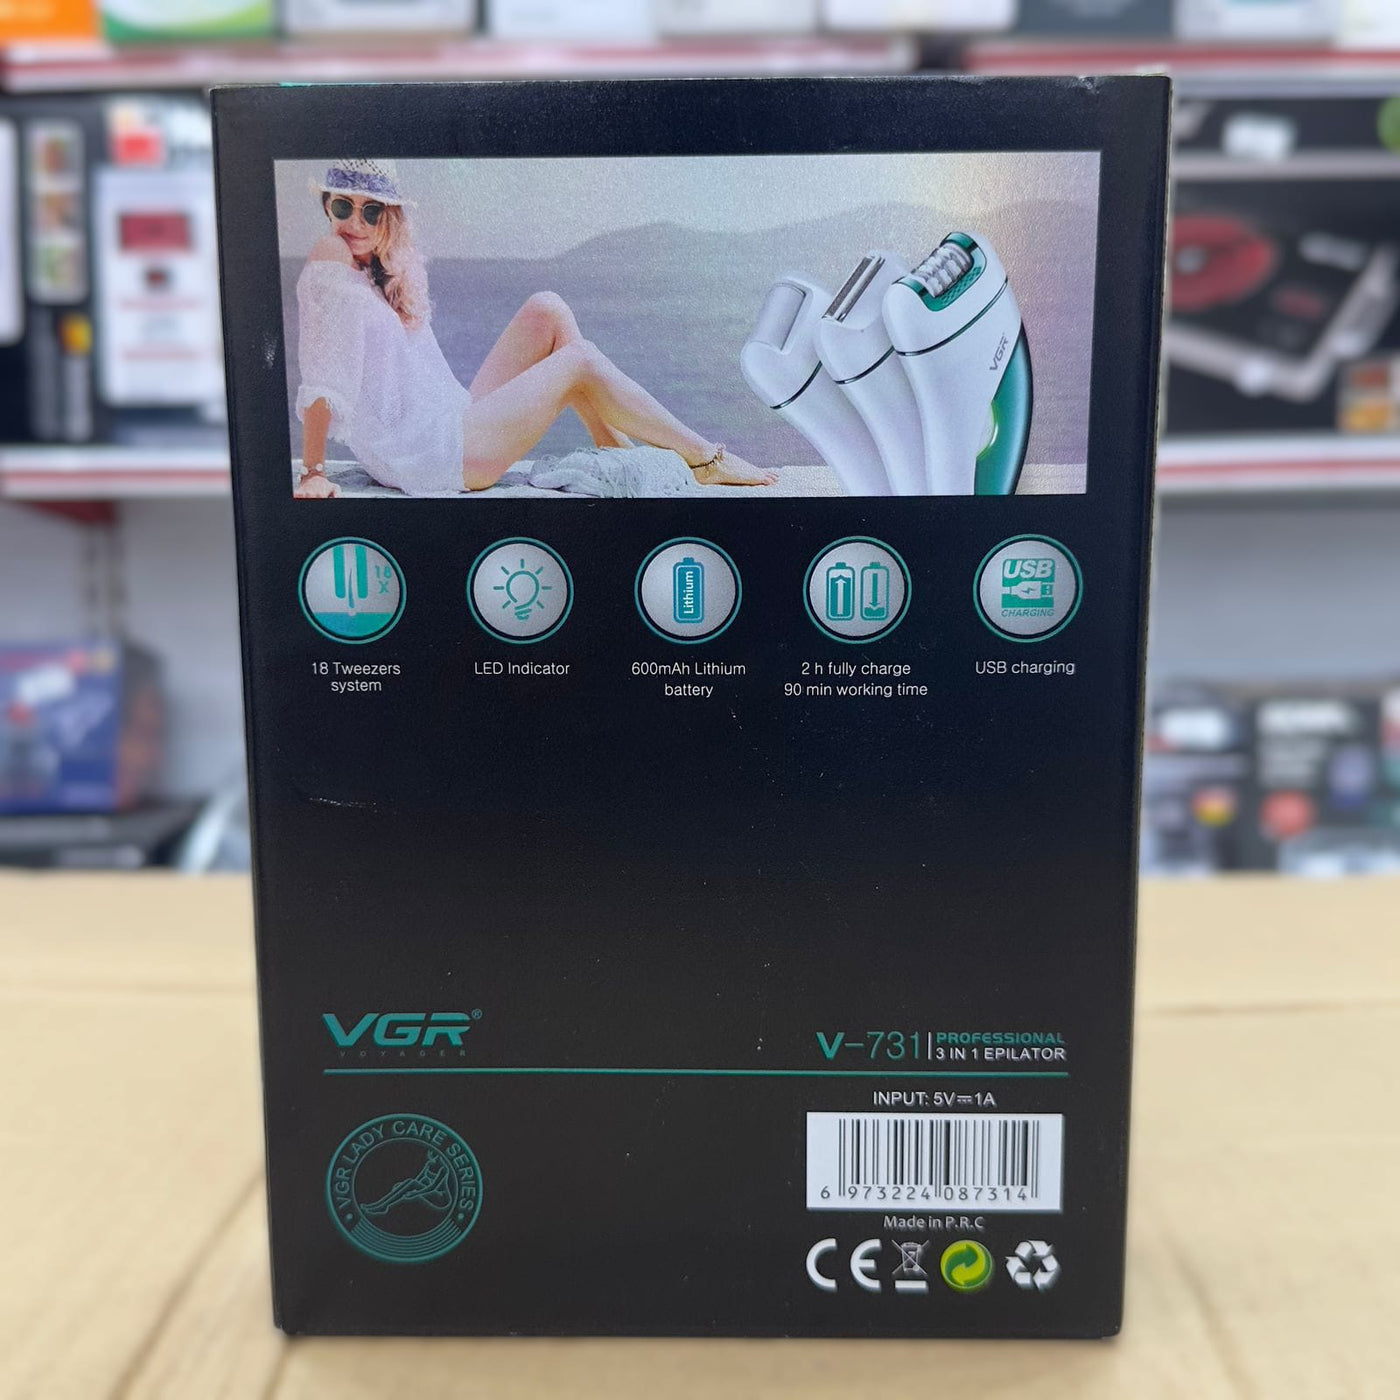 VGR
18
X
Lithium
USB
CHARGING
18 Tweezers
system
LED Indicator
600mAh Lithium
battery
2 h fully charge
90 min working time
USB charging
VGR®
VOYAGER
V-731 PROFESSIONAL
3 IN 1 EPILATOR
INPUT: 5V⎓1A
VGR LADY CARE SERIES
6 973224 087314
Made in P.R.C
CE